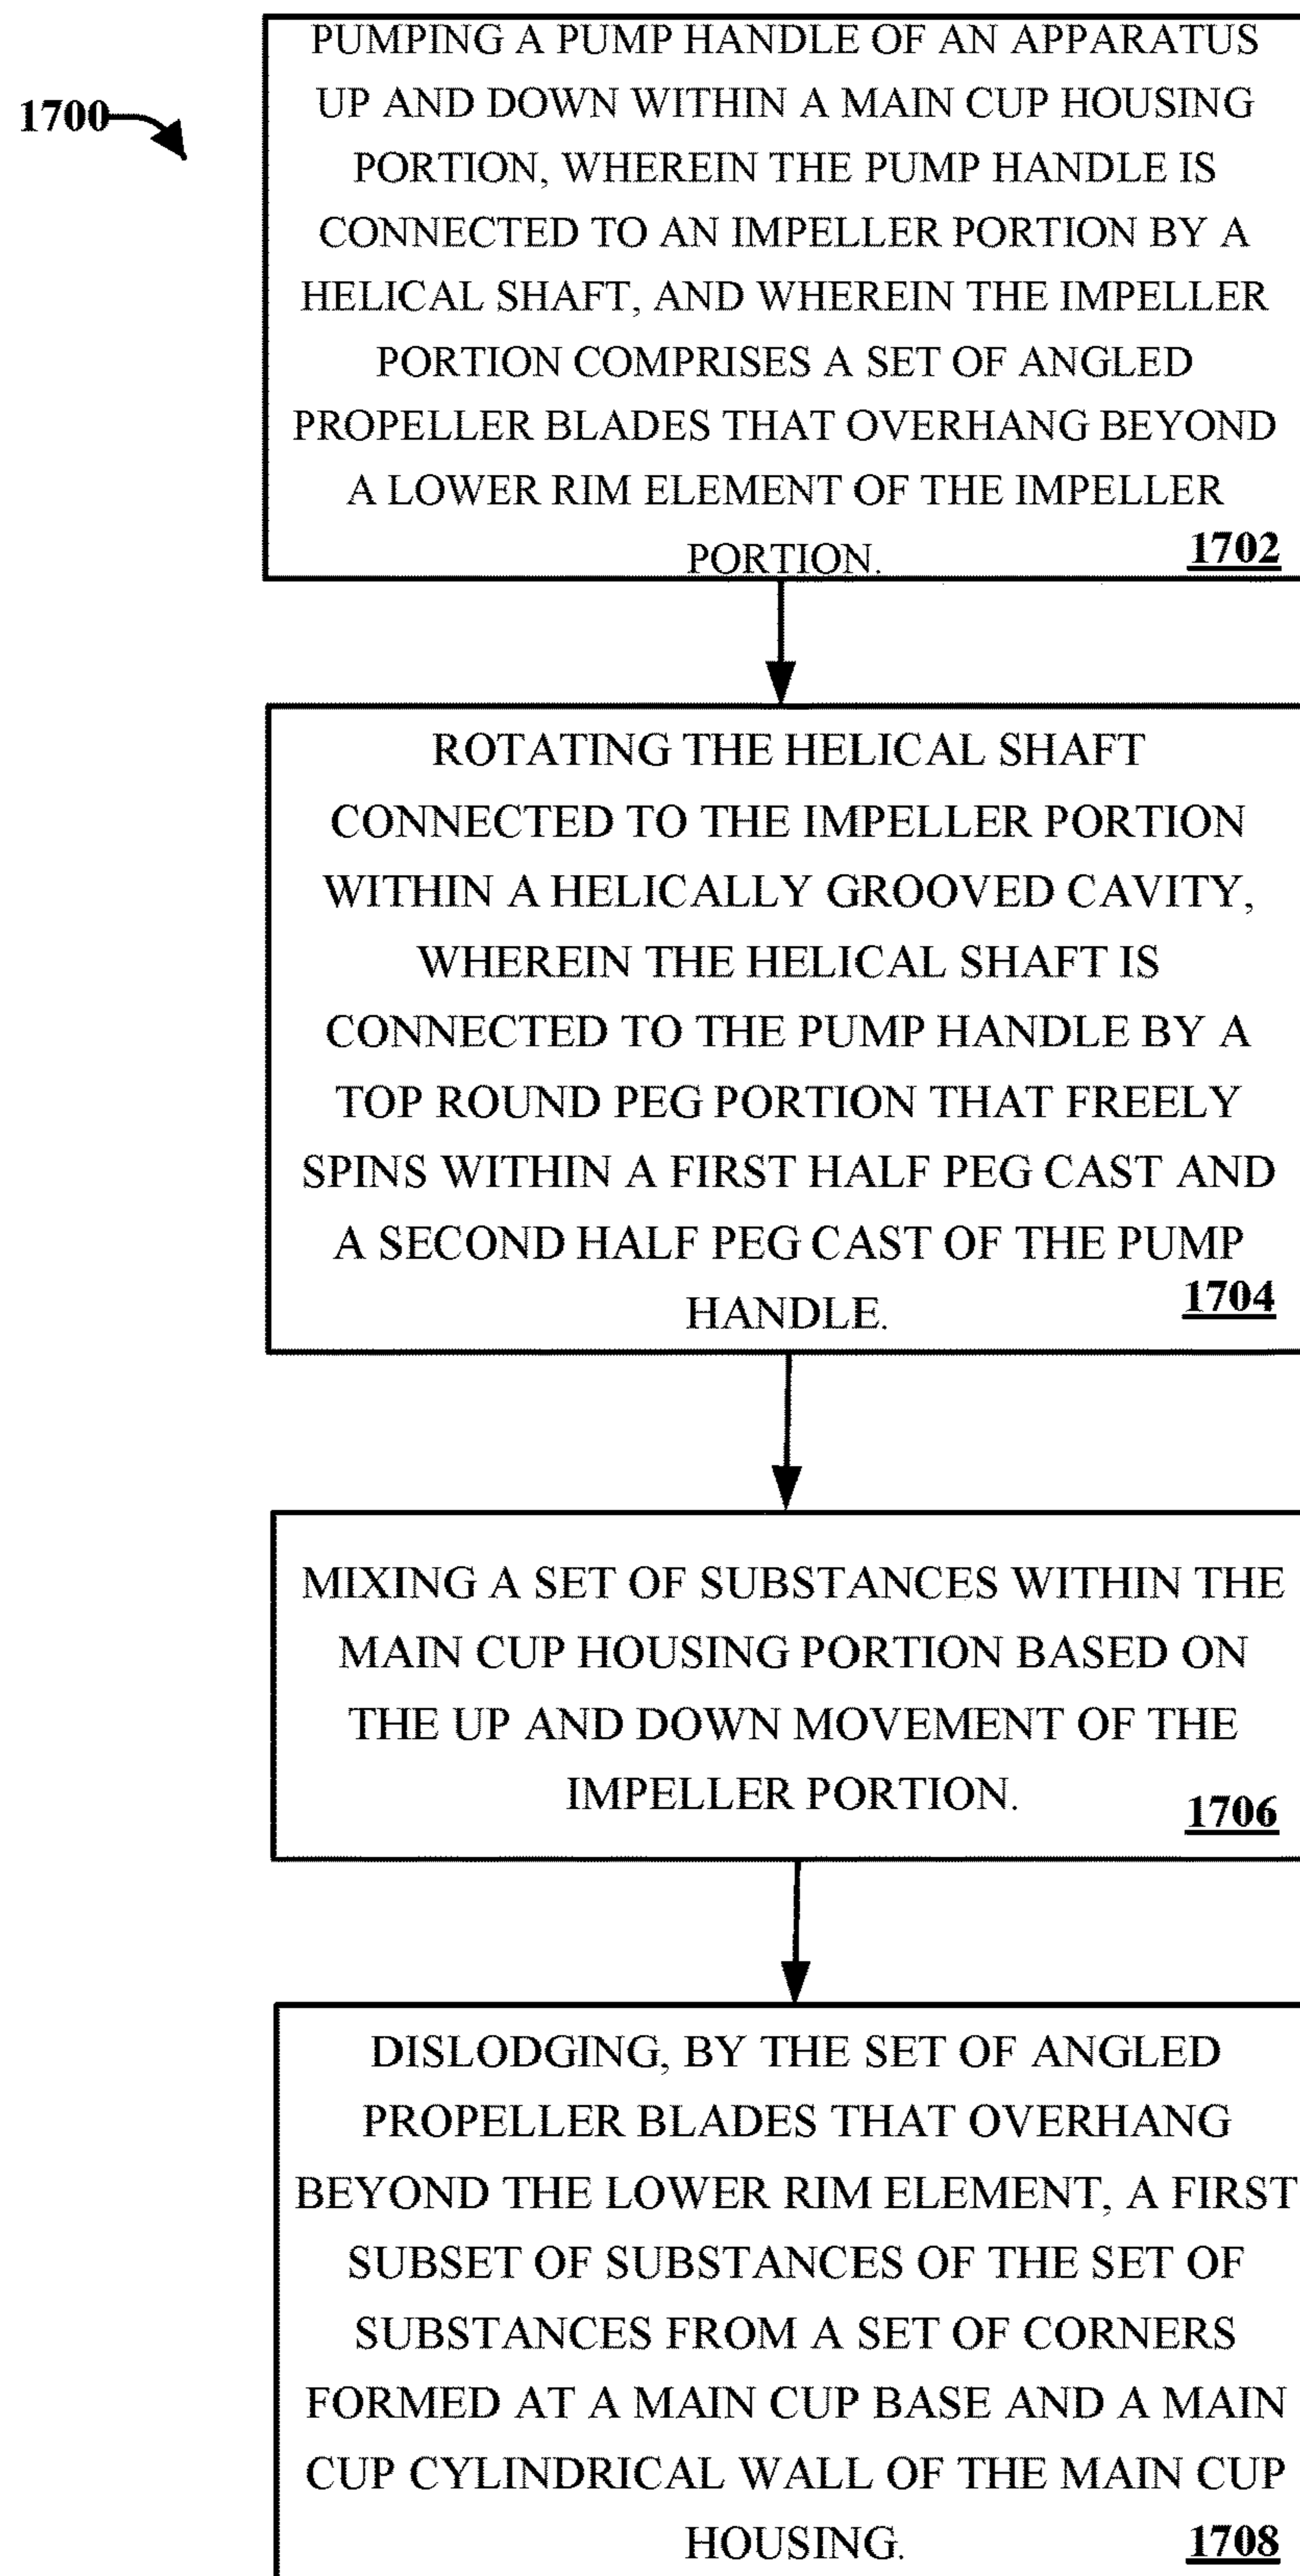 1700
PUMPING A PUMP HANDLE OF AN APPARATUS
UP AND DOWN WITHIN A MAIN CUP HOUSING
PORTION, WHEREIN THE PUMP HANDLE IS
CONNECTED TO AN IMPELLER PORTION BY A
HELICAL SHAFT, AND WHEREIN THE IMPELLER
PORTION COMPRISES A SET OF ANGLED
PROPELLER BLADES THAT OVERHANG BEYOND
A LOWER RIM ELEMENT OF THE IMPELLER
PORTION.
1702
ROTATING THE HELICAL SHAFT
CONNECTED TO THE IMPELLER PORTION
WITHIN A HELICALLY GROOVED CAVITY,
WHEREIN THE HELICAL SHAFT IS
CONNECTED TO THE PUMP HANDLE BY A
TOP ROUND PEG PORTION THAT FREELY
SPINS WITHIN A FIRST HALF PEG CAST AND
A SECOND HALF PEG CAST OF THE PUMP
HANDLE.
1704
MIXING A SET OF SUBSTANCES WITHIN THE
MAIN CUP HOUSING PORTION BASED ON
THE UP AND DOWN MOVEMENT OF THE
IMPELLER PORTION.
1706
DISLODGING, BY THE SET OF ANGLED
PROPELLER BLADES THAT OVERHANG
BEYOND THE LOWER RIM ELEMENT, A FIRST
SUBSET OF SUBSTANCES OF THE SET OF
SUBSTANCES FROM A SET OF CORNERS
FORMED AT A MAIN CUP BASE AND A MAIN
CUP CYLINDRICAL WALL OF THE MAIN CUP
HOUSING.
1708